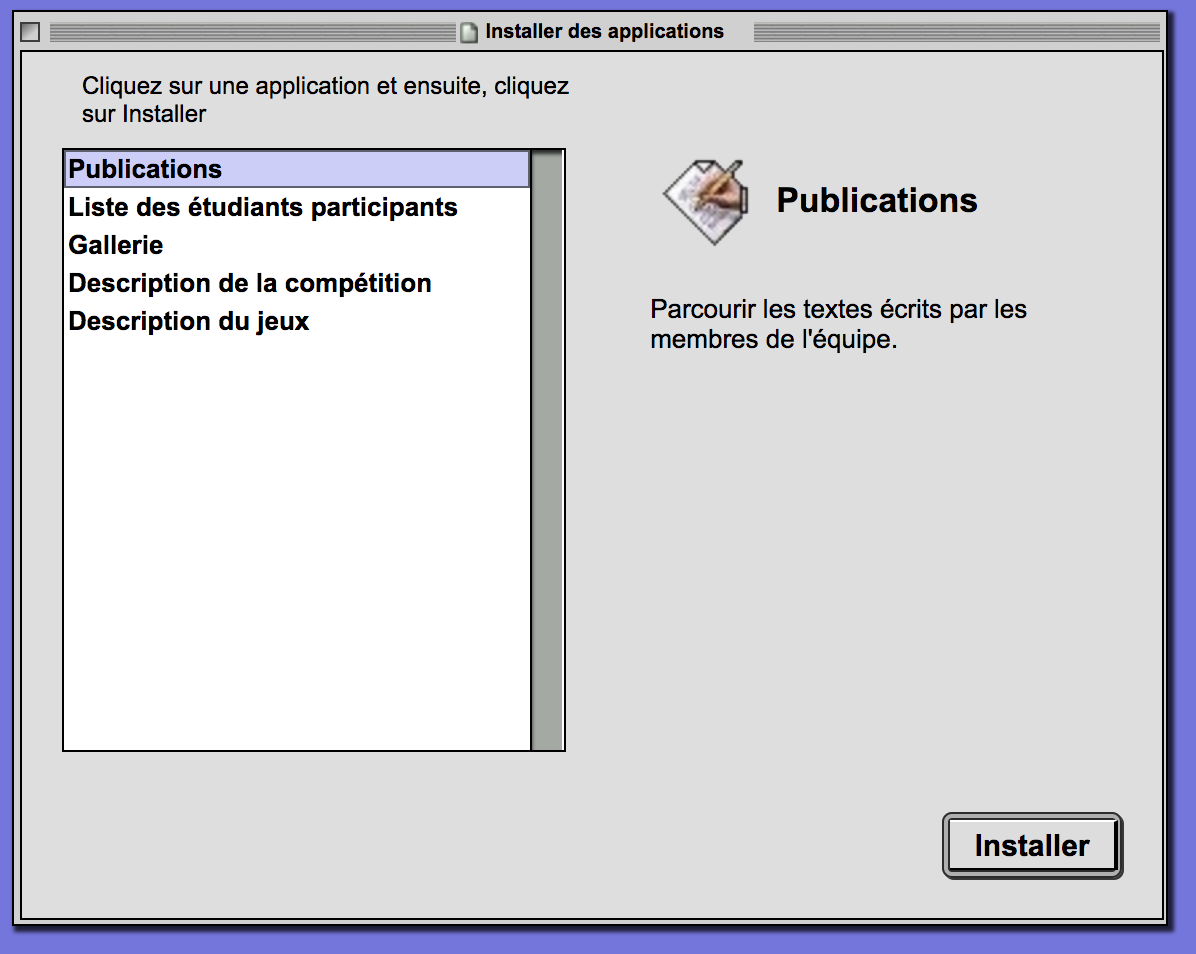 Installer des applications
Cliquez sur une application et ensuite, cliquez
sur Installer
Publications
Liste des étudiants participants
Gallerie
Description de la compétition
Description du jeux
Publications
Parcourir les textes écrits par les
membres de l'équipe.
Installer